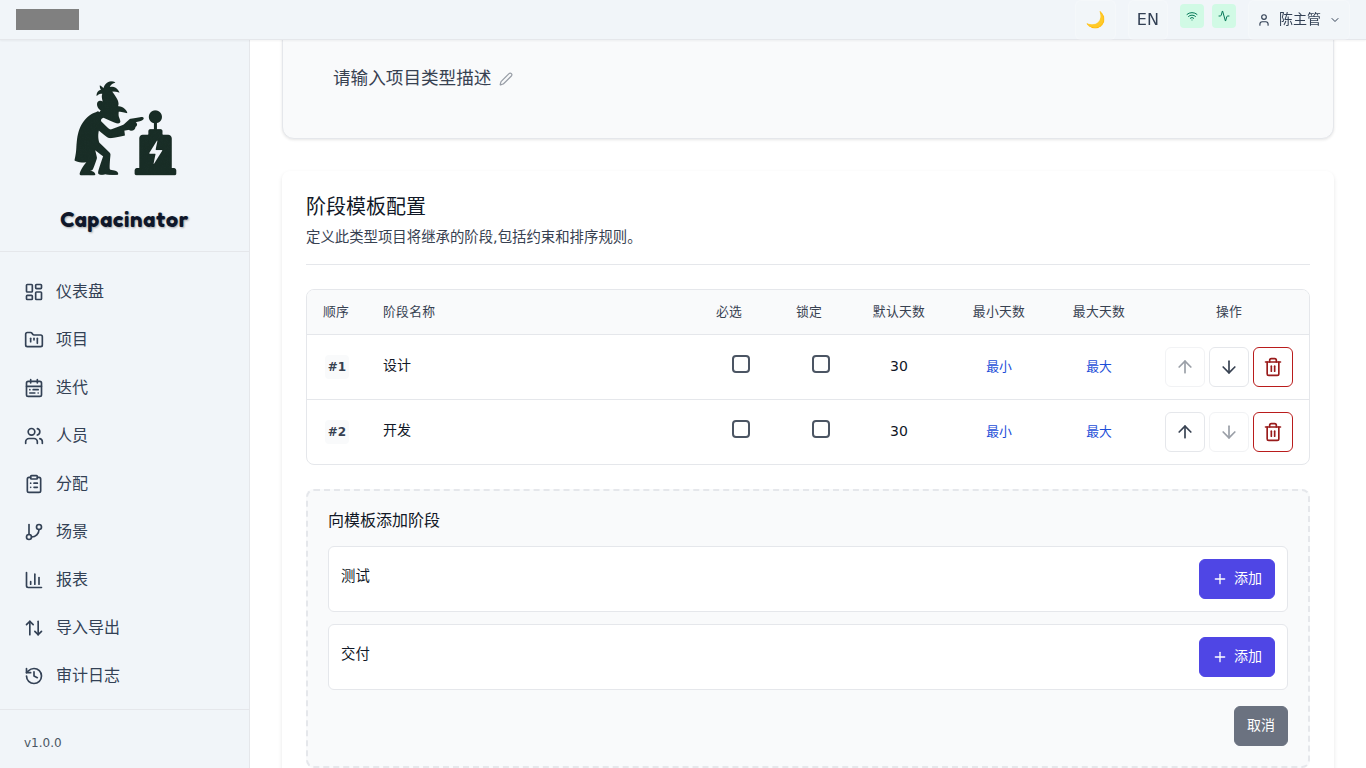 EN
陈主管
Capacinator
仪表盘
项目
迭代
人员
分配
场景
报表
导入导出
审计日志
v1.0.0
请输入项目类型描述
阶段模板配置
定义此类型项目将继承的阶段,包括约束和排序规则。
顺序 阶段名称 必选 锁定 默认天数 最小天数 最大天数 操作
#1 设计 30 最小 最大
#2 开发 30 最小 最大
向模板添加阶段
测试 添加
交付 添加
取消